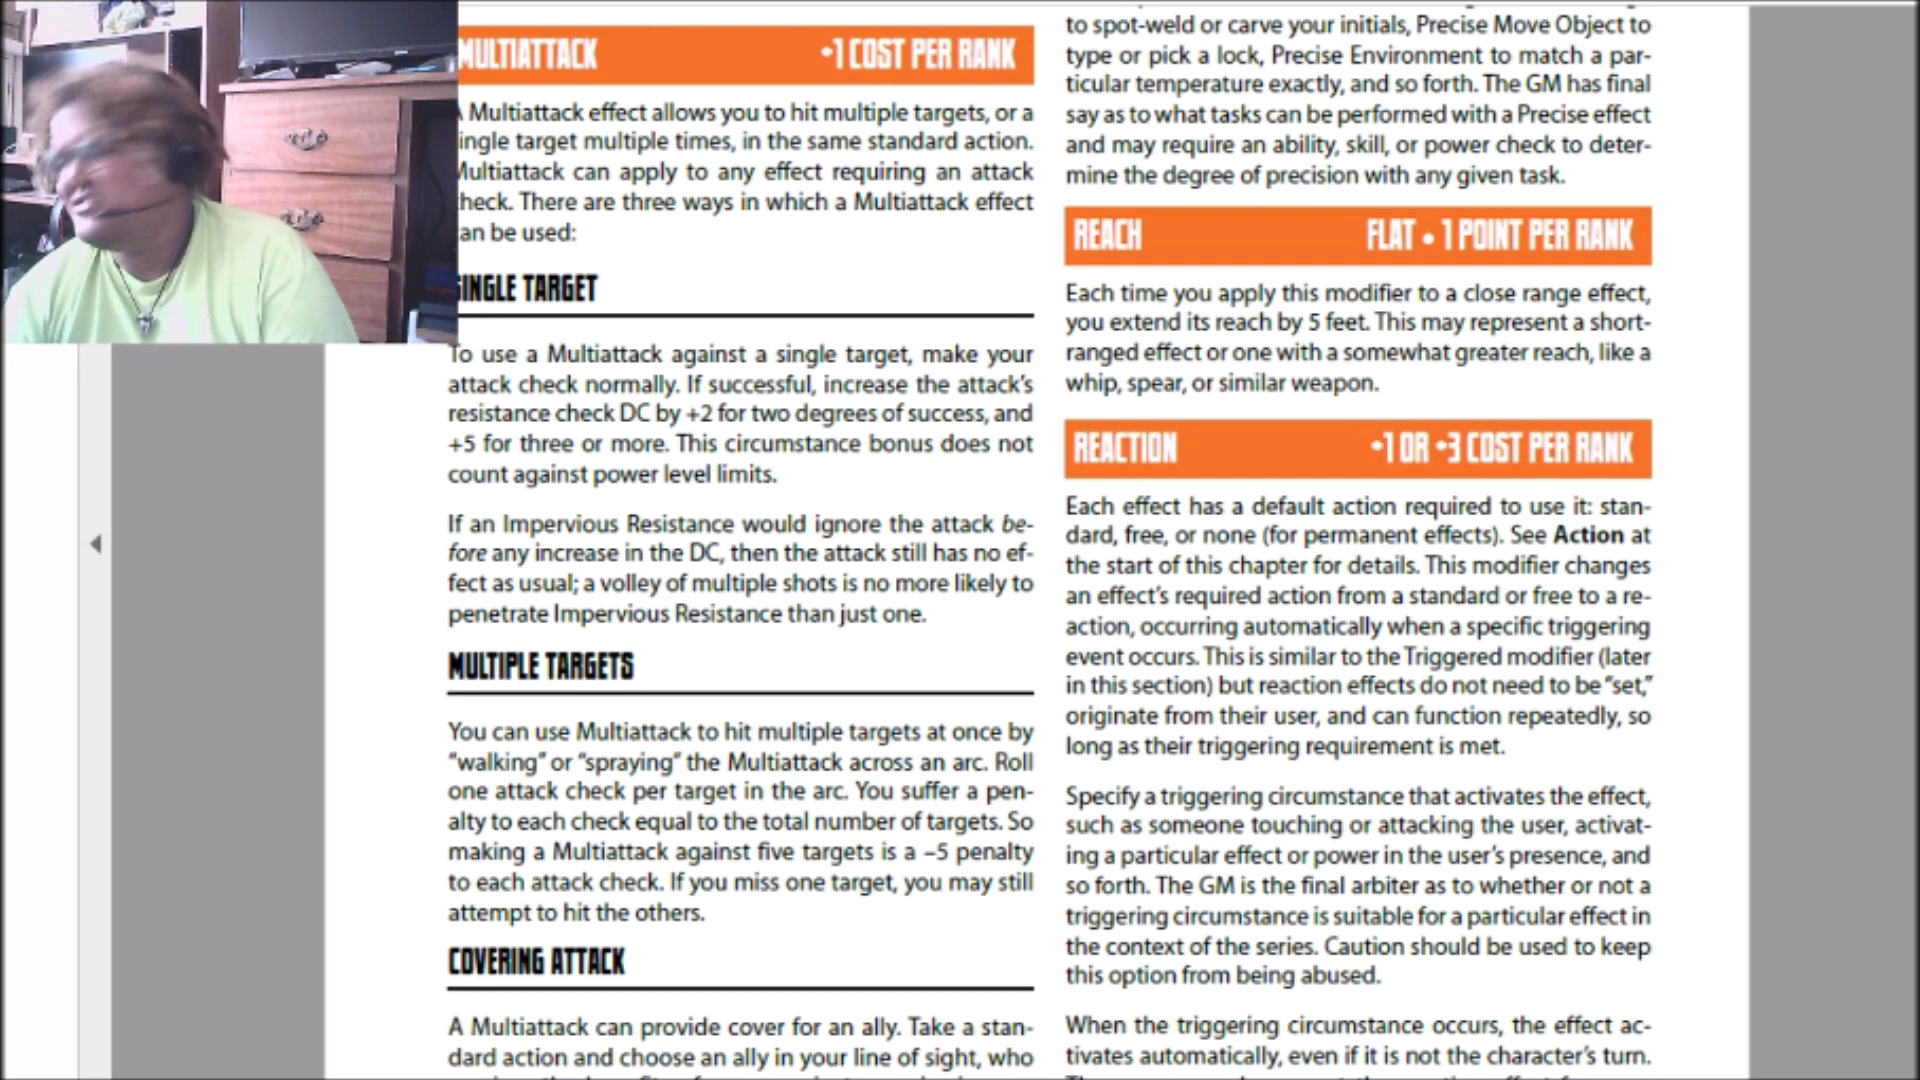 MULTIATTACK +1 COST PER RANK
Multiattack effect allows you to hit multiple targets, or a
ingle target multiple times, in the same standard action.
Multiattack can apply to any effect requiring an attack
heck. There are three ways in which a Multiattack effect
an be used:
SINGLE TARGET
To use a Multiattack against a single target, make your
attack check normally. If successful, increase the attack’s
resistance check DC by +2 for two degrees of success, and
+5 for three or more. This circumstance bonus does not
count against power level limits.
If an Impervious Resistance would ignore the attack be-
fore any increase in the DC, then the attack still has no ef-
fect as usual; a volley of multiple shots is no more likely to
penetrate Impervious Resistance than just one.
MULTIPLE TARGETS
You can use Multiattack to hit multiple targets at once by
“walking” or “spraying” the Multiattack across an arc. Roll
one attack check per target in the arc. You suffer a pen-
alty to each check equal to the total number of targets. So
making a Multiattack against five targets is a –5 penalty
to each attack check. If you miss one target, you may still
attempt to hit the others.
COVERING ATTACK
A Multiattack can provide cover for an ally. Take a stan-
dard action and choose an ally in your line of sight, who
to spot-weld or carve your initials, Precise Move Object to
type or pick a lock, Precise Environment to match a par-
ticular temperature exactly, and so forth. The GM has final
say as to what tasks can be performed with a Precise effect
and may require an ability, skill, or power check to deter-
mine the degree of precision with any given task.
REACH FLAT • 1 POINT PER RANK
Each time you apply this modifier to a close range effect,
you extend its reach by 5 feet. This may represent a short-
ranged effect or one with a somewhat greater reach, like a
whip, spear, or similar weapon.
REACTION +1 OR +3 COST PER RANK
Each effect has a default action required to use it: stan-
dard, free, or none (for permanent effects). See Action at
the start of this chapter for details. This modifier changes
an effect’s required action from a standard or free to a re-
action, occurring automatically when a specific triggering
event occurs. This is similar to the Triggered modifier (later
in this section) but reaction effects do not need to be “set,”
originate from their user, and can function repeatedly, so
long as their triggering requirement is met.
Specify a triggering circumstance that activates the effect,
such as someone touching or attacking the user, activat-
ing a particular effect or power in the user’s presence, and
so forth. The GM is the final arbiter as to whether or not a
triggering circumstance is suitable for a particular effect in
the context of the series. Caution should be used to keep
this option from being abused.
When the triggering circumstance occurs, the effect ac-
tivates automatically, even if it is not the character’s turn.